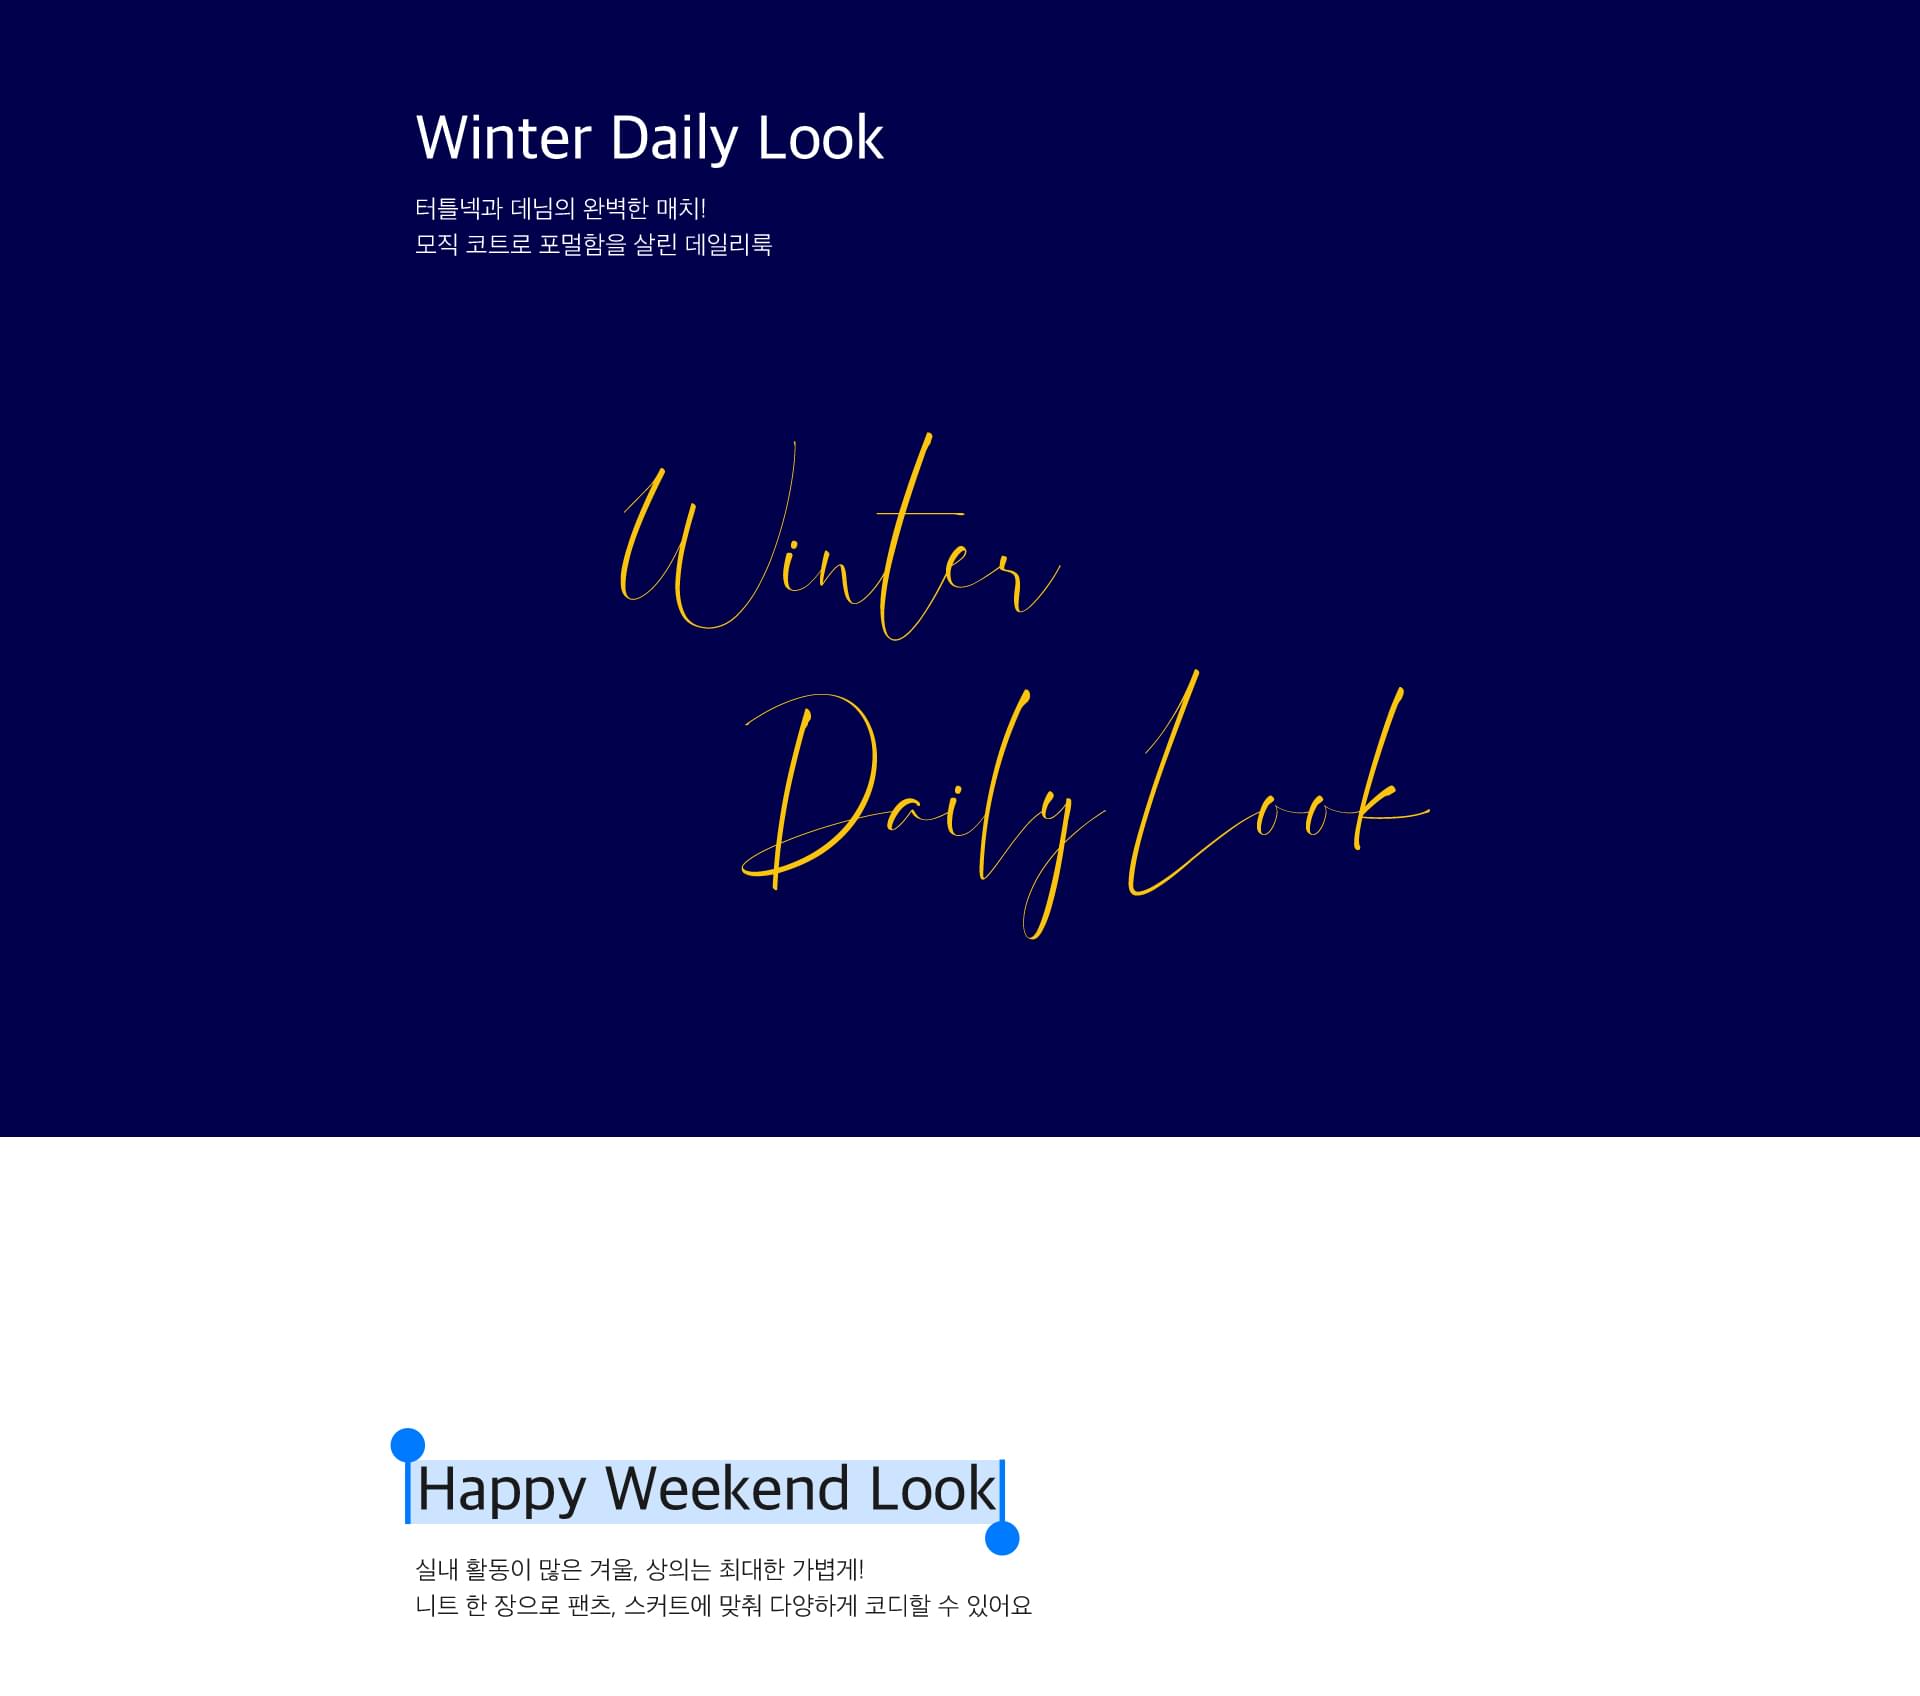 Winter Daily Look
터틀넥과 데님의 완벽한 매치!
모직 코트로 포멀함을 살린 데일리룩
Winter
Daily Look
Happy Weekend Look
실내 활동이 많은 겨울, 상의는 최대한 가볍게!
니트 한 장으로 팬츠, 스커트에 맞춰 다양하게 코디할 수 있어요